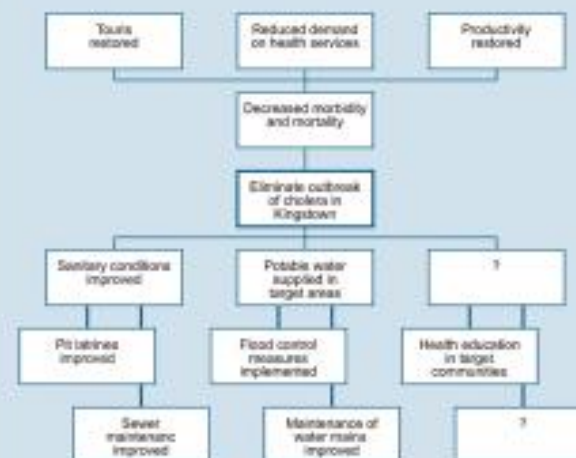 Touris
restored
Reduced demand
on health services
Productivity
restored
Decreased morbidity
and mortality
Eliminate outbreak
of cholera in
Kingstown
Sanitary conditions
improved
Potable water
supplied in
target areas
?
Pit latrines
improved
Flood control
measures
implemented
Health education
in target
communities
Sewer
maintenanc
improved
Maintenance of
water mains
improved
?